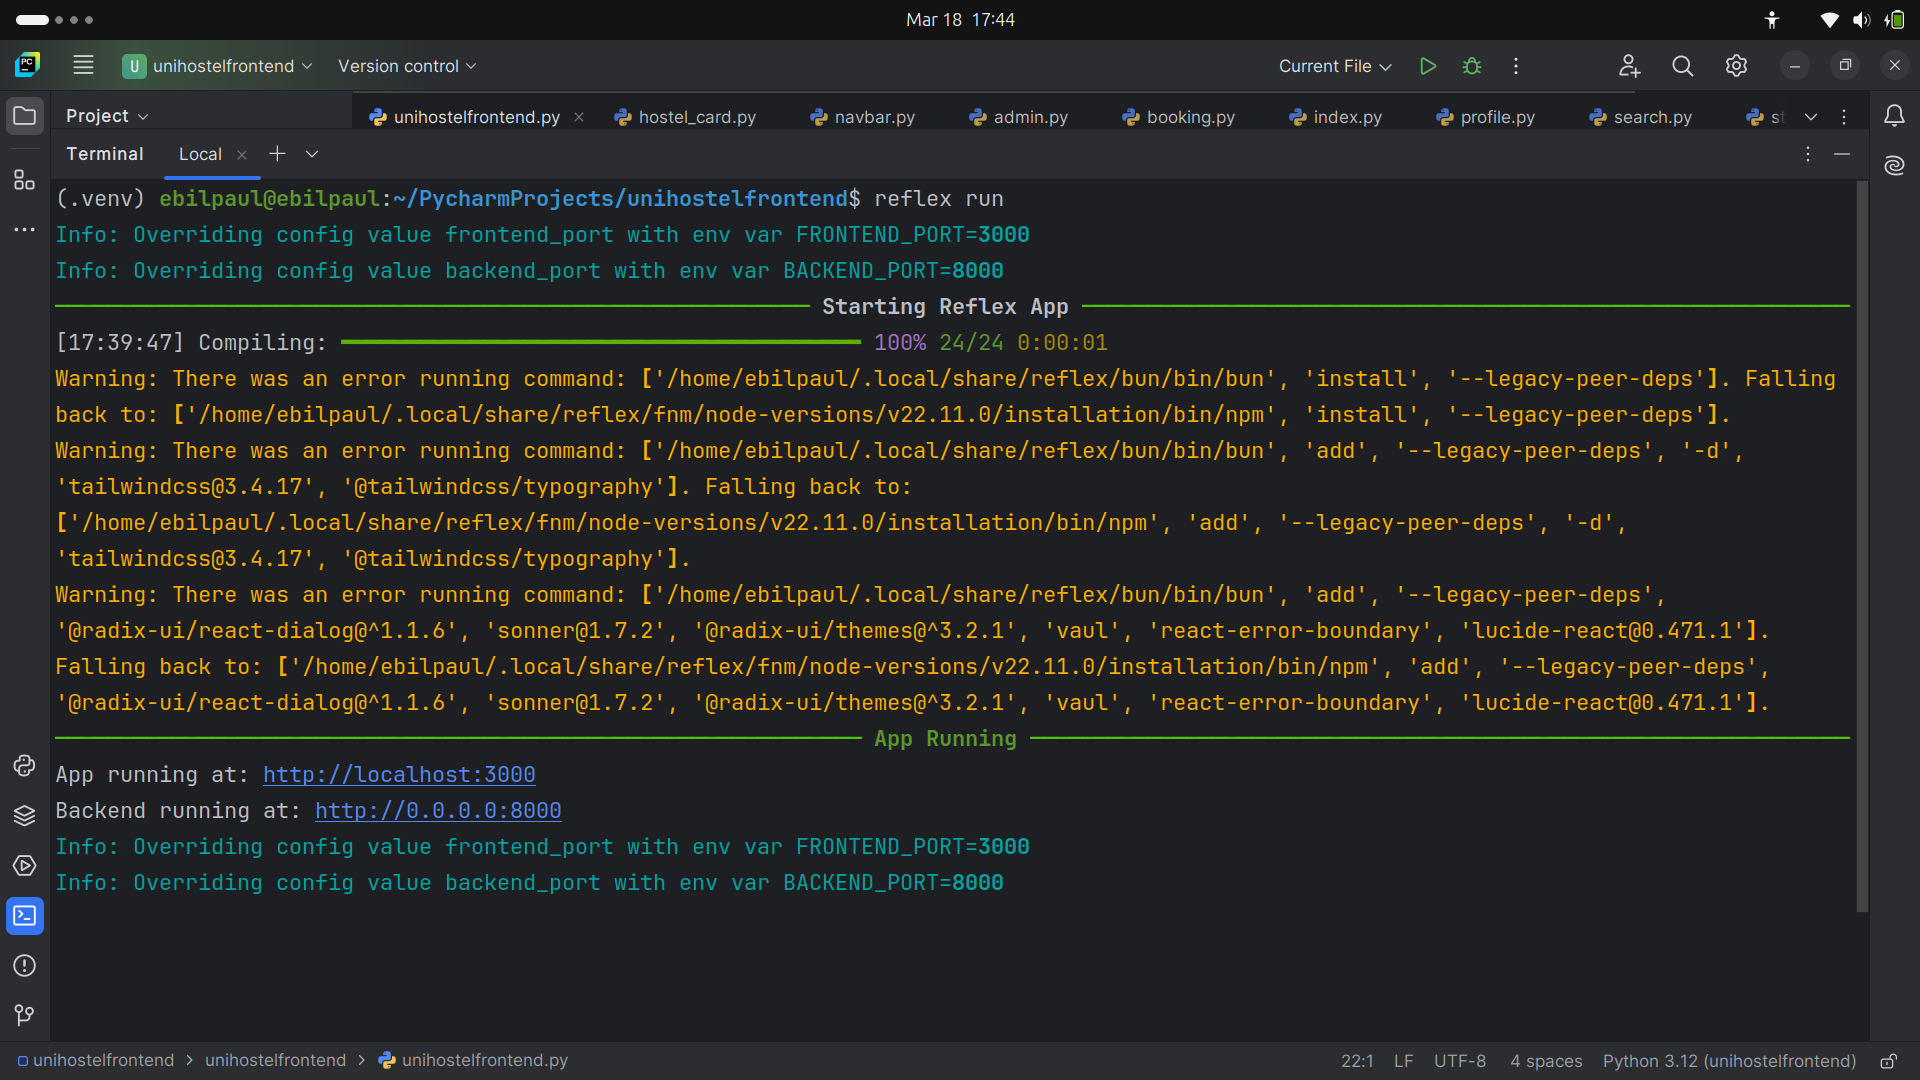 Mar 18 17:44
PC
U unihostelfrontend
Version control
Current File
Project
unihostelfrontend.py
hostel_card.py
navbar.py
admin.py
booking.py
index.py
profile.py
search.py
st
Terminal
Local
(.venv) ebilpaul@ebilpaul:~/PycharmProjects/unihostelfrontend$ reflex run
Info: Overriding config value frontend_port with env var FRONTEND_PORT=3000
Info: Overriding config value backend_port with env var BACKEND_PORT=8000
Starting Reflex App
[17:39:47] Compiling: 100% 24/24 0:00:01
Warning: There was an error running command: ['/home/ebilpaul/.local/share/reflex/bun/bin/bun', 'install', '--legacy-peer-deps']. Falling
back to: ['/home/ebilpaul/.local/share/reflex/fnm/node-versions/v22.11.0/installation/bin/npm', 'install', '--legacy-peer-deps'].
Warning: There was an error running command: ['/home/ebilpaul/.local/share/reflex/bun/bin/bun', 'add', '--legacy-peer-deps', '-d',
'tailwindcss@3.4.17', '@tailwindcss/typography']. Falling back to:
['/home/ebilpaul/.local/share/reflex/fnm/node-versions/v22.11.0/installation/bin/npm', 'add', '--legacy-peer-deps', '-d',
'tailwindcss@3.4.17', '@tailwindcss/typography'].
Warning: There was an error running command: ['/home/ebilpaul/.local/share/reflex/bun/bin/bun', 'add', '--legacy-peer-deps',
'@radix-ui/react-dialog@^1.1.6', 'sonner@1.7.2', '@radix-ui/themes@^3.2.1', 'vaul', 'react-error-boundary', 'lucide-react@0.471.1'].
Falling back to: ['/home/ebilpaul/.local/share/reflex/fnm/node-versions/v22.11.0/installation/bin/npm', 'add', '--legacy-peer-deps',
'@radix-ui/react-dialog@^1.1.6', 'sonner@1.7.2', '@radix-ui/themes@^3.2.1', 'vaul', 'react-error-boundary', 'lucide-react@0.471.1'].
App Running
App running at: http://localhost:3000
Backend running at: http://0.0.0.0:8000
Info: Overriding config value frontend_port with env var FRONTEND_PORT=3000
Info: Overriding config value backend_port with env var BACKEND_PORT=8000
unihostelfrontend > unihostelfrontend > unihostelfrontend.py
22:1 LF UTF-8 4 spaces Python 3.12 (unihostelfrontend)